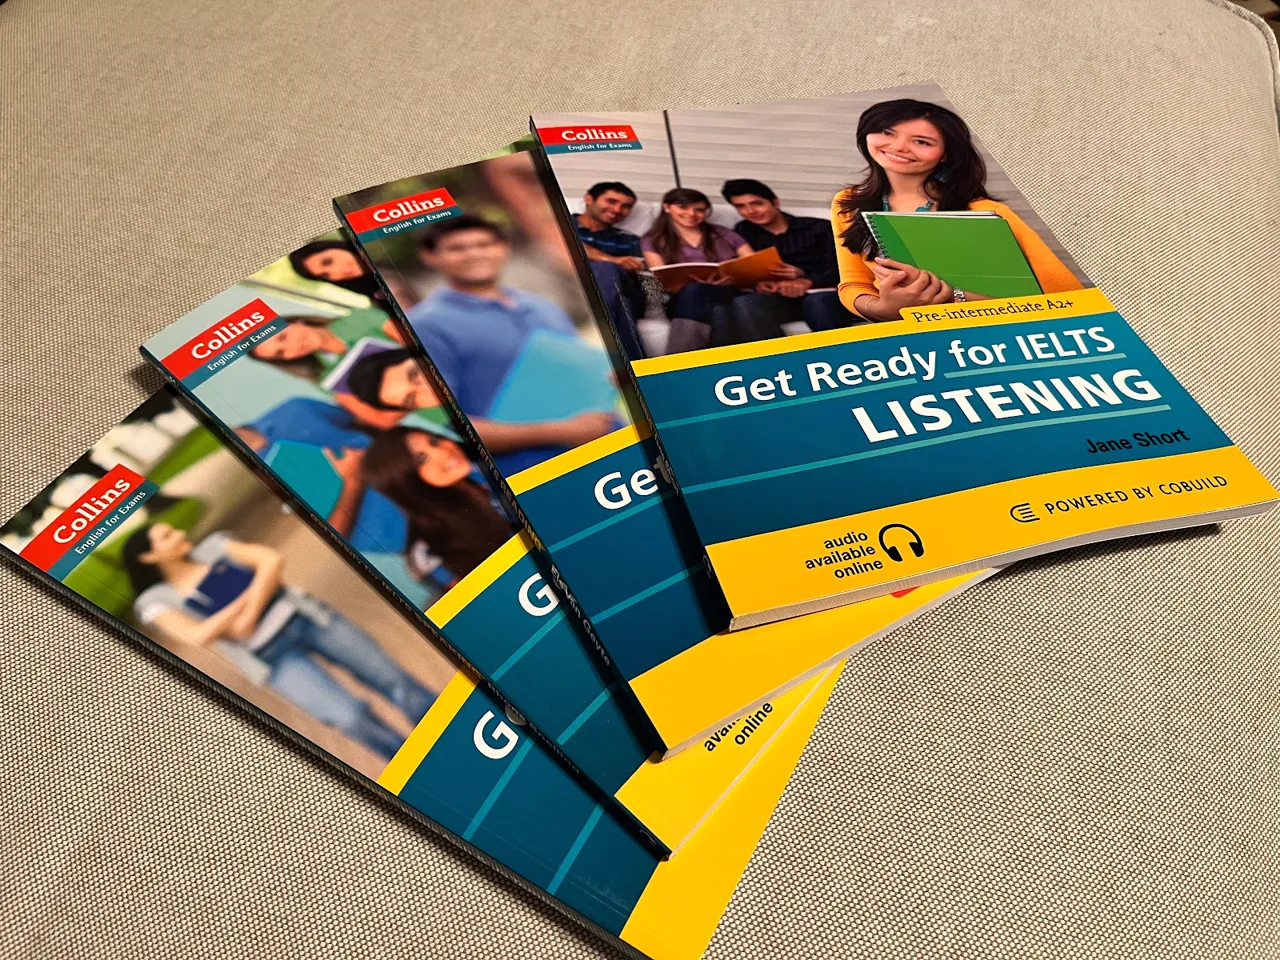 Collins
English for Exams
Pre-intermediate A2+
Get Ready for IELTS
LISTENING
Jane Short
POWERED BY COBUILD
audio
available
online
Collins
English for Exams
Get
Collins
English for Exams
G
online
Collins
English for Exams
G